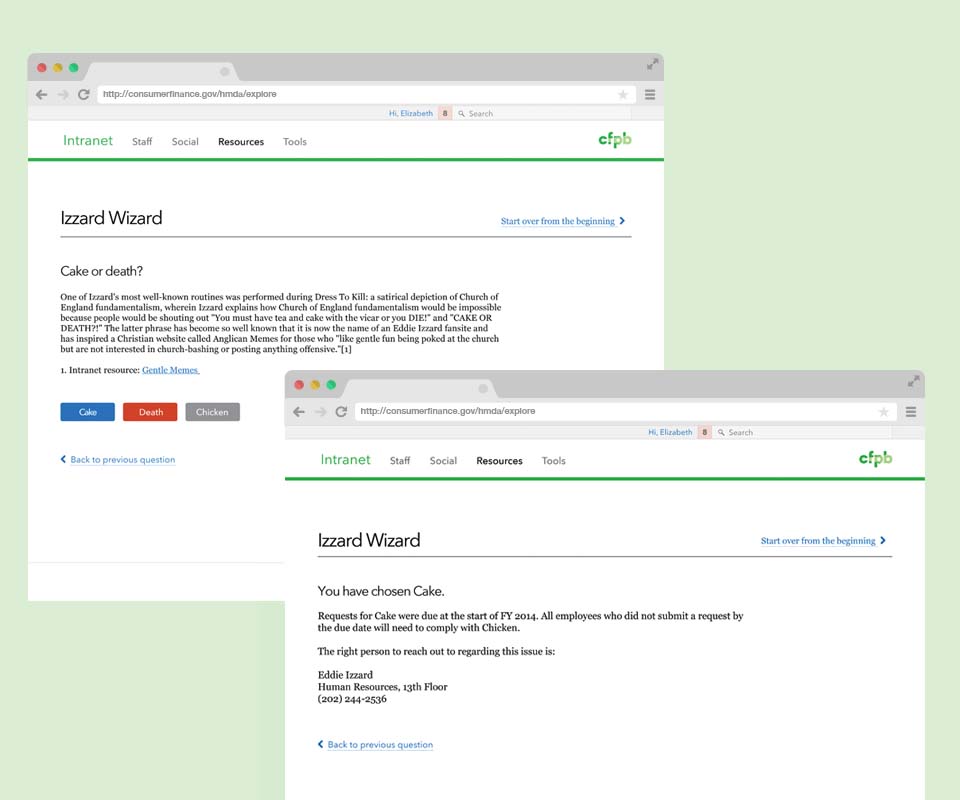 http://consumerfinance.gov/hmda/explore
Hi, Elizabeth 8 Search
Intranet Staff Social Resources Tools cfpb
Izzard Wizard
Start over from the beginning
Cake or death?
One of Izzard's most well-known routines was performed during Dress To Kill: a satirical depiction of Church of
England fundamentalism, wherein Izzard explains how Church of England fundamentalism would be impossible
because people would be shouting out "You must have tea and cake with the vicar or you DIE!" and "CAKE OR
DEATH?!" The latter phrase has become so well known that it is now the name of an Eddie Izzard fansite and
has inspired a Christian website called Anglican Memes for those who "like gentle fun being poked at the church
but are not interested in church-bashing or posting anything offensive."[1]
1. Intranet resource: Gentle Memes
Cake Death Chicken
Back to previous question
http://consumerfinance.gov/hmda/explore
Hi, Elizabeth 8 Search
Intranet Staff Social Resources Tools cfpb
Izzard Wizard
Start over from the beginning
You have chosen Cake.
Requests for Cake were due at the start of FY 2014. All employees who did not submit a request by
the due date will need to comply with Chicken.
The right person to reach out to regarding this issue is:
Eddie Izzard
Human Resources, 13th Floor
(202) 244-2536
Back to previous question